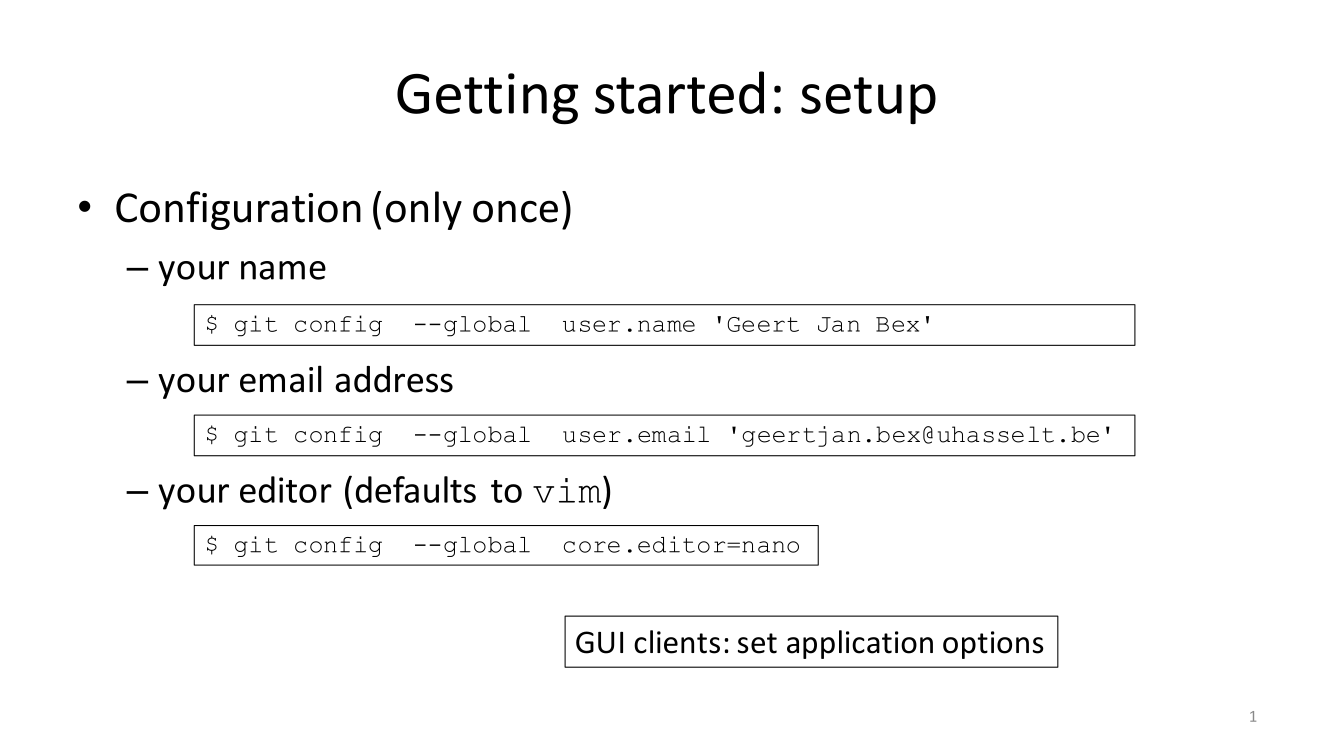 Getting started: setup
• Configuration (only once)
– your name
$ git config  --global  user.name 'Geert Jan Bex'
– your email address
$ git config  --global  user.email 'geertjan.bex@uhasselt.be'
– your editor (defaults to vim)
$ git config  --global  core.editor=nano
GUI clients: set application options
1